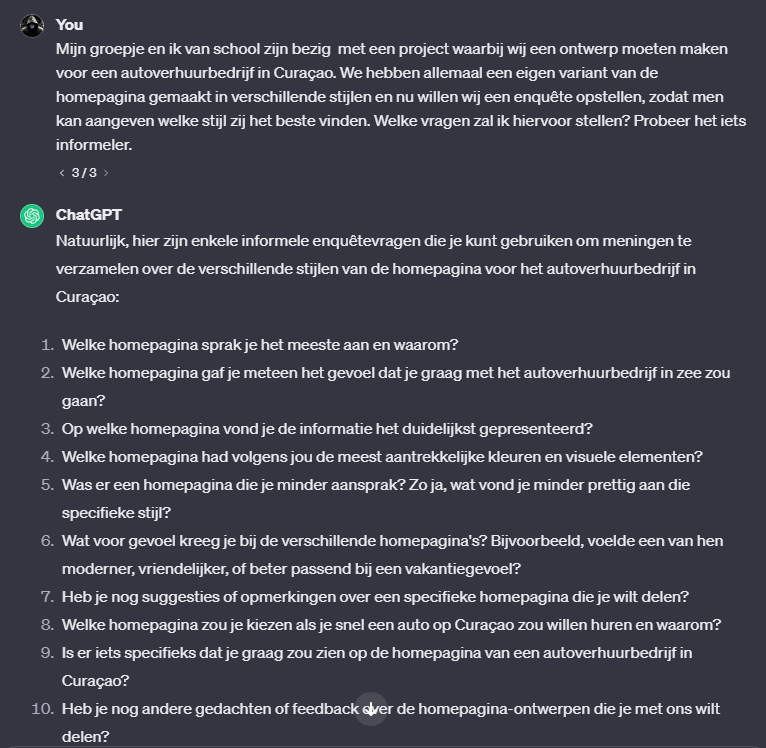 You
Mijn groepje en ik van school zijn bezig met een project waarbij wij een ontwerp moeten maken
voor een autoverhuurbedrijf in Curaçao. We hebben allemaal een eigen variant van de
homepagina gemaakt in verschillende stijlen en nu willen wij een enquête opstellen, zodat men
kan aangeven welke stijl zij het beste vinden. Welke vragen zal ik hiervoor stellen? Probeer het iets
informeler.
3 / 3
ChatGPT
Natuurlijk, hier zijn enkele informele enquêtevragen die je kunt gebruiken om meningen te
verzamelen over de verschillende stijlen van de homepagina voor het autoverhuurbedrijf in
Curaçao:
1. Welke homepagina sprak je het meeste aan en waarom?
2. Welke homepagina gaf je meteen het gevoel dat je graag met het autoverhuurbedrijf in zee zou
gaan?
3. Op welke homepagina vond je de informatie het duidelijkst gepresenteerd?
4. Welke homepagina had volgens jou de meest aantrekkelijke kleuren en visuele elementen?
5. Was er een homepagina die je minder aansprak? Zo ja, wat vond je minder prettig aan die
specifieke stijl?
6. Wat voor gevoel kreeg je bij de verschillende homepagina's? Bijvoorbeeld, voelde een van hen
moderner, vriendelijker, of beter passend bij een vakantiegevoel?
7. Heb je nog suggesties of opmerkingen over een specifieke homepagina die je wilt delen?
8. Welke homepagina zou je kiezen als je snel een auto op Curaçao zou willen huren en waarom?
9. Is er iets specifieks dat je graag zou zien op de homepagina van een autoverhuurbedrijf in
Curaçao?
10. Heb je nog andere gedachten of feedback over de homepagina-ontwerpen die je met ons wilt
delen?